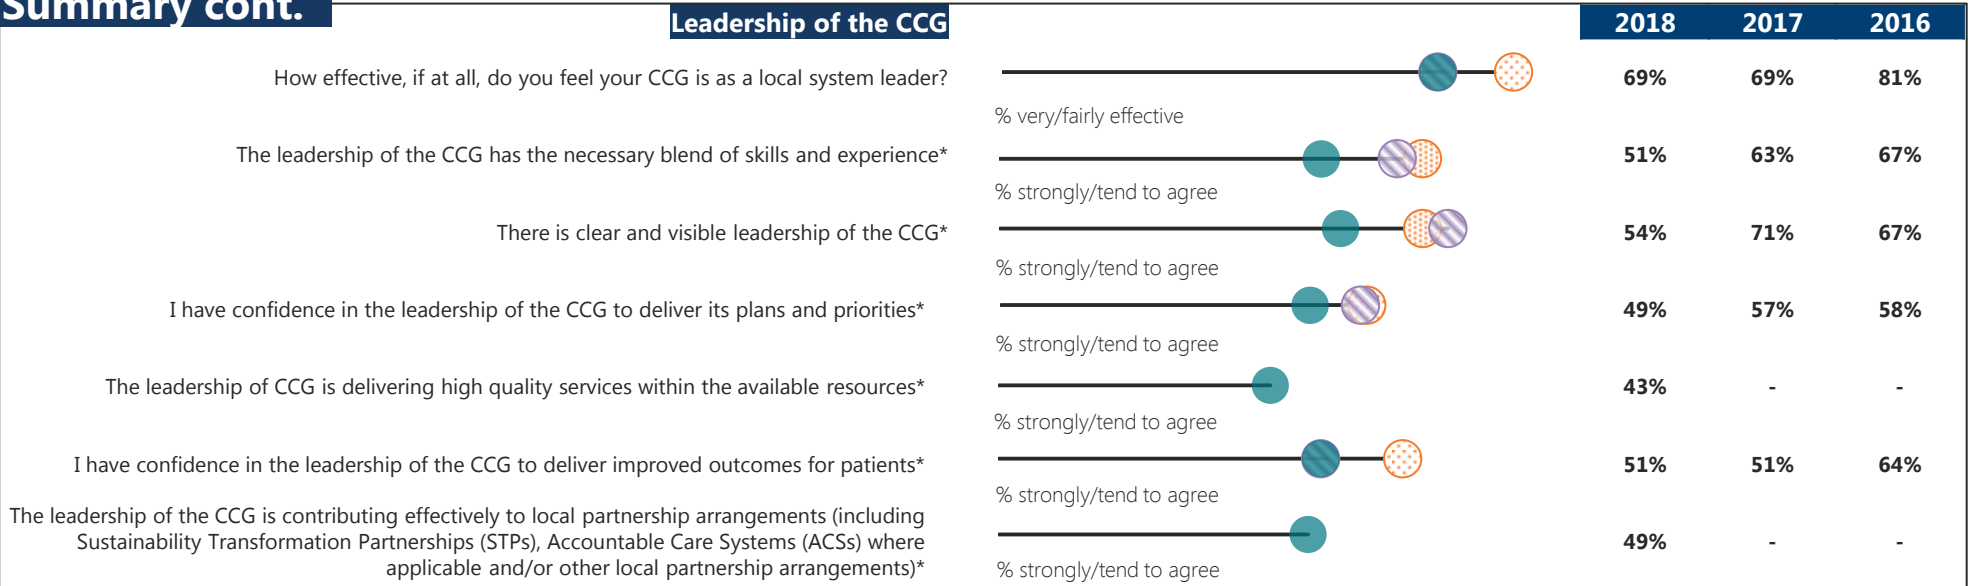 Summary cont.
Leadership of the CCG 2018 2017 2016
How effective, if at all, do you feel your CCG is as a local system leader? 69% 69% 81%
% very/fairly effective
The leadership of the CCG has the necessary blend of skills and experience* 51% 63% 67%
% strongly/tend to agree
There is clear and visible leadership of the CCG* 54% 71% 67%
% strongly/tend to agree
I have confidence in the leadership of the CCG to deliver its plans and priorities* 49% 57% 58%
% strongly/tend to agree
The leadership of CCG is delivering high quality services within the available resources* 43% - -
% strongly/tend to agree
I have confidence in the leadership of the CCG to deliver improved outcomes for patients* 51% 51% 64%
% strongly/tend to agree
The leadership of the CCG is contributing effectively to local partnership arrangements (including
Sustainability Transformation Partnerships (STPs), Accountable Care Systems (ACSs) where 49% - -
applicable and/or other local partnership arrangements)*
% strongly/tend to agree